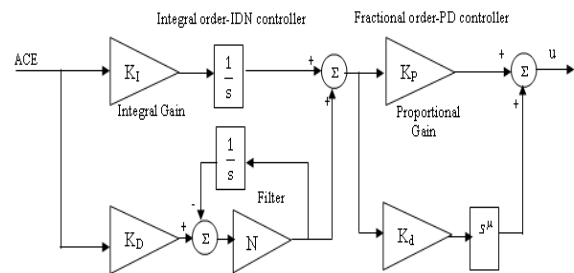 Integral order-IDN controller
Fractional order-PD controller
ACE
K_I
1/s
+
+
Σ
K_P
+
Σ
u
+
Integral Gain
Proportional
Gain
1/s
-
Filter
K_D
+
Σ
N
K_d
s^μ